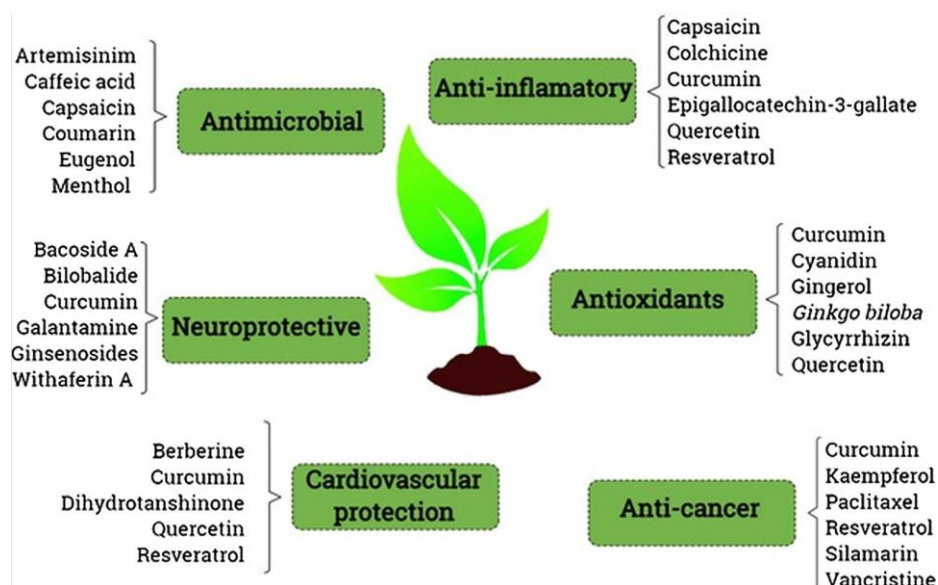 Artemisinim
Caffeic acid
Capsaicin
Coumarin
Eugenol
Menthol
Antimicrobial
Anti-inflamatory
Capsaicin
Colchicine
Curcumin
Epigallocatechin-3-gallate
Quercetin
Resveratrol
Bacoside A
Bilobalide
Curcumin
Galantamine
Ginsenosides
Withaferin A
Neuroprotective
Antioxidants
Curcumin
Cyanidin
Gingerol
Ginkgo biloba
Glycyrrhizin
Quercetin
Berberine
Curcumin
Dihydrotanshinone
Quercetin
Resveratrol
Cardiovascular
protection
Anti-cancer
Curcumin
Kaempferol
Paclitaxel
Resveratrol
Silamarin
Vancristine